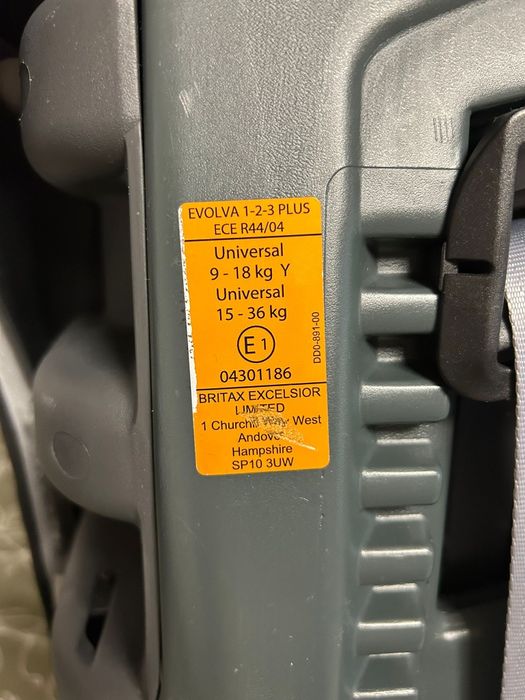 EVOLVA 1-2-3 PLUS
ECE R44/04
Universal
9 - 18 kg Y
Universal
15 - 36 kg
E 1
04301186
DD0-891-00
BRITAX EXCELSIOR
LIMITED
1 Churchill Way West
Andover
Hampshire
SP10 3UW